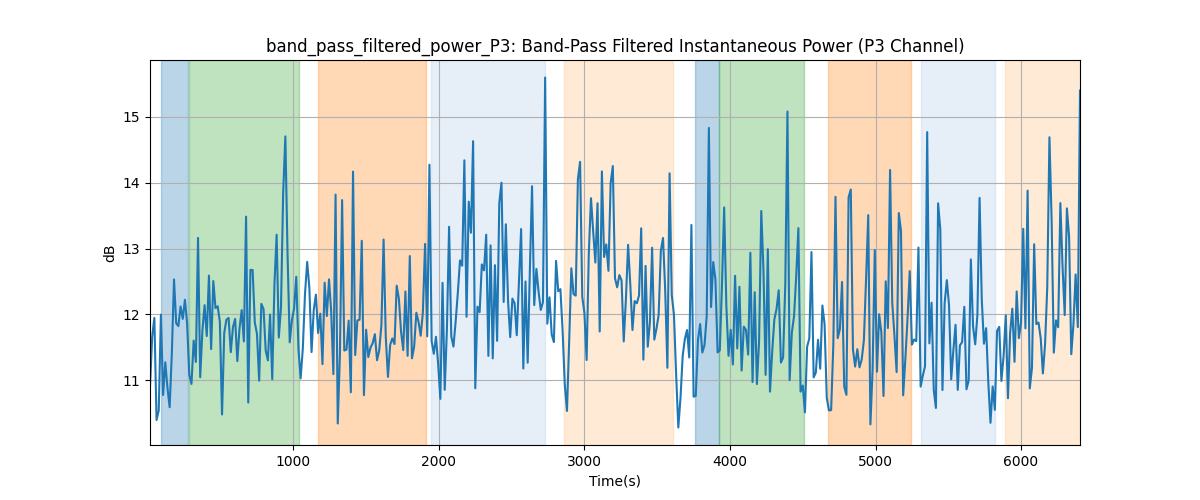 band_pass_filtered_power_P3: Band-Pass Filtered Instantaneous Power (P3 Channel)
15
14
13
12
11
dB
1000 2000 3000 4000 5000 6000
Time(s)